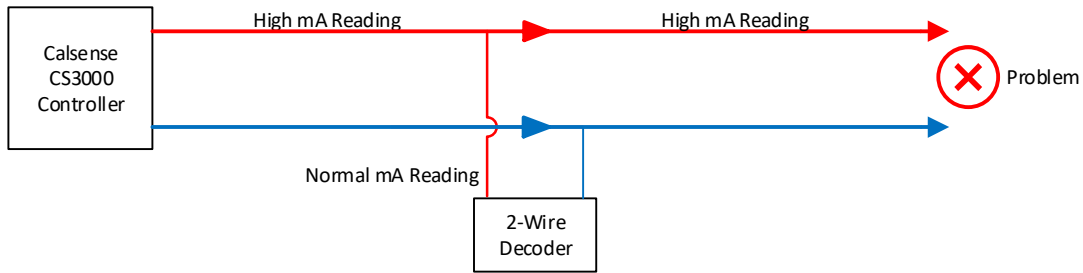 High mA Reading
High mA Reading
Calsense
CS3000
Controller
Problem
Normal mA Reading
2-Wire
Decoder